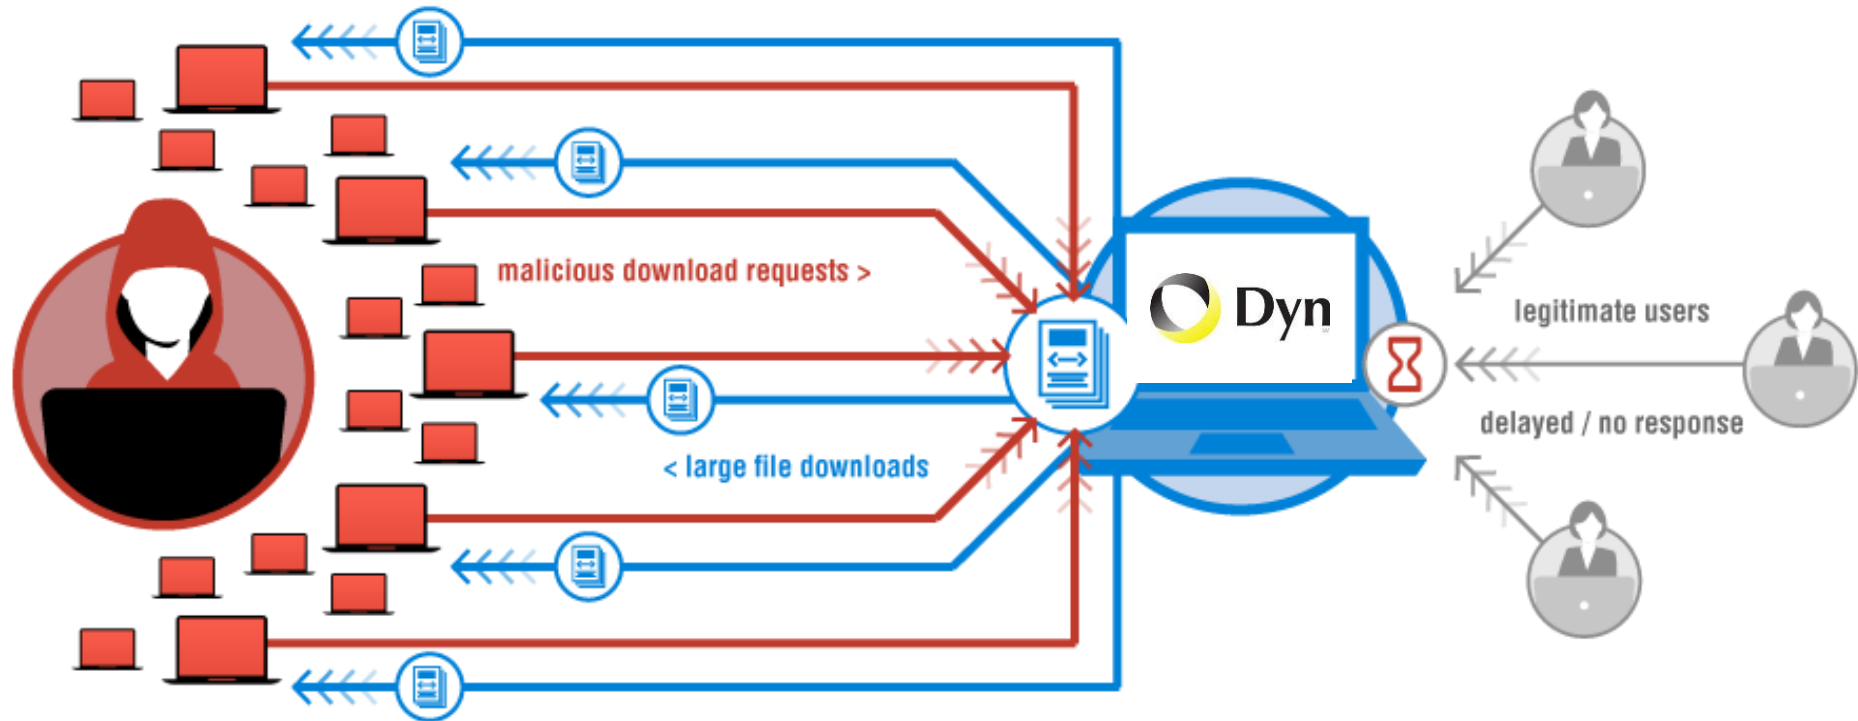 malicious download requests >
Dyn
legitimate users
delayed / no response
< large file downloads